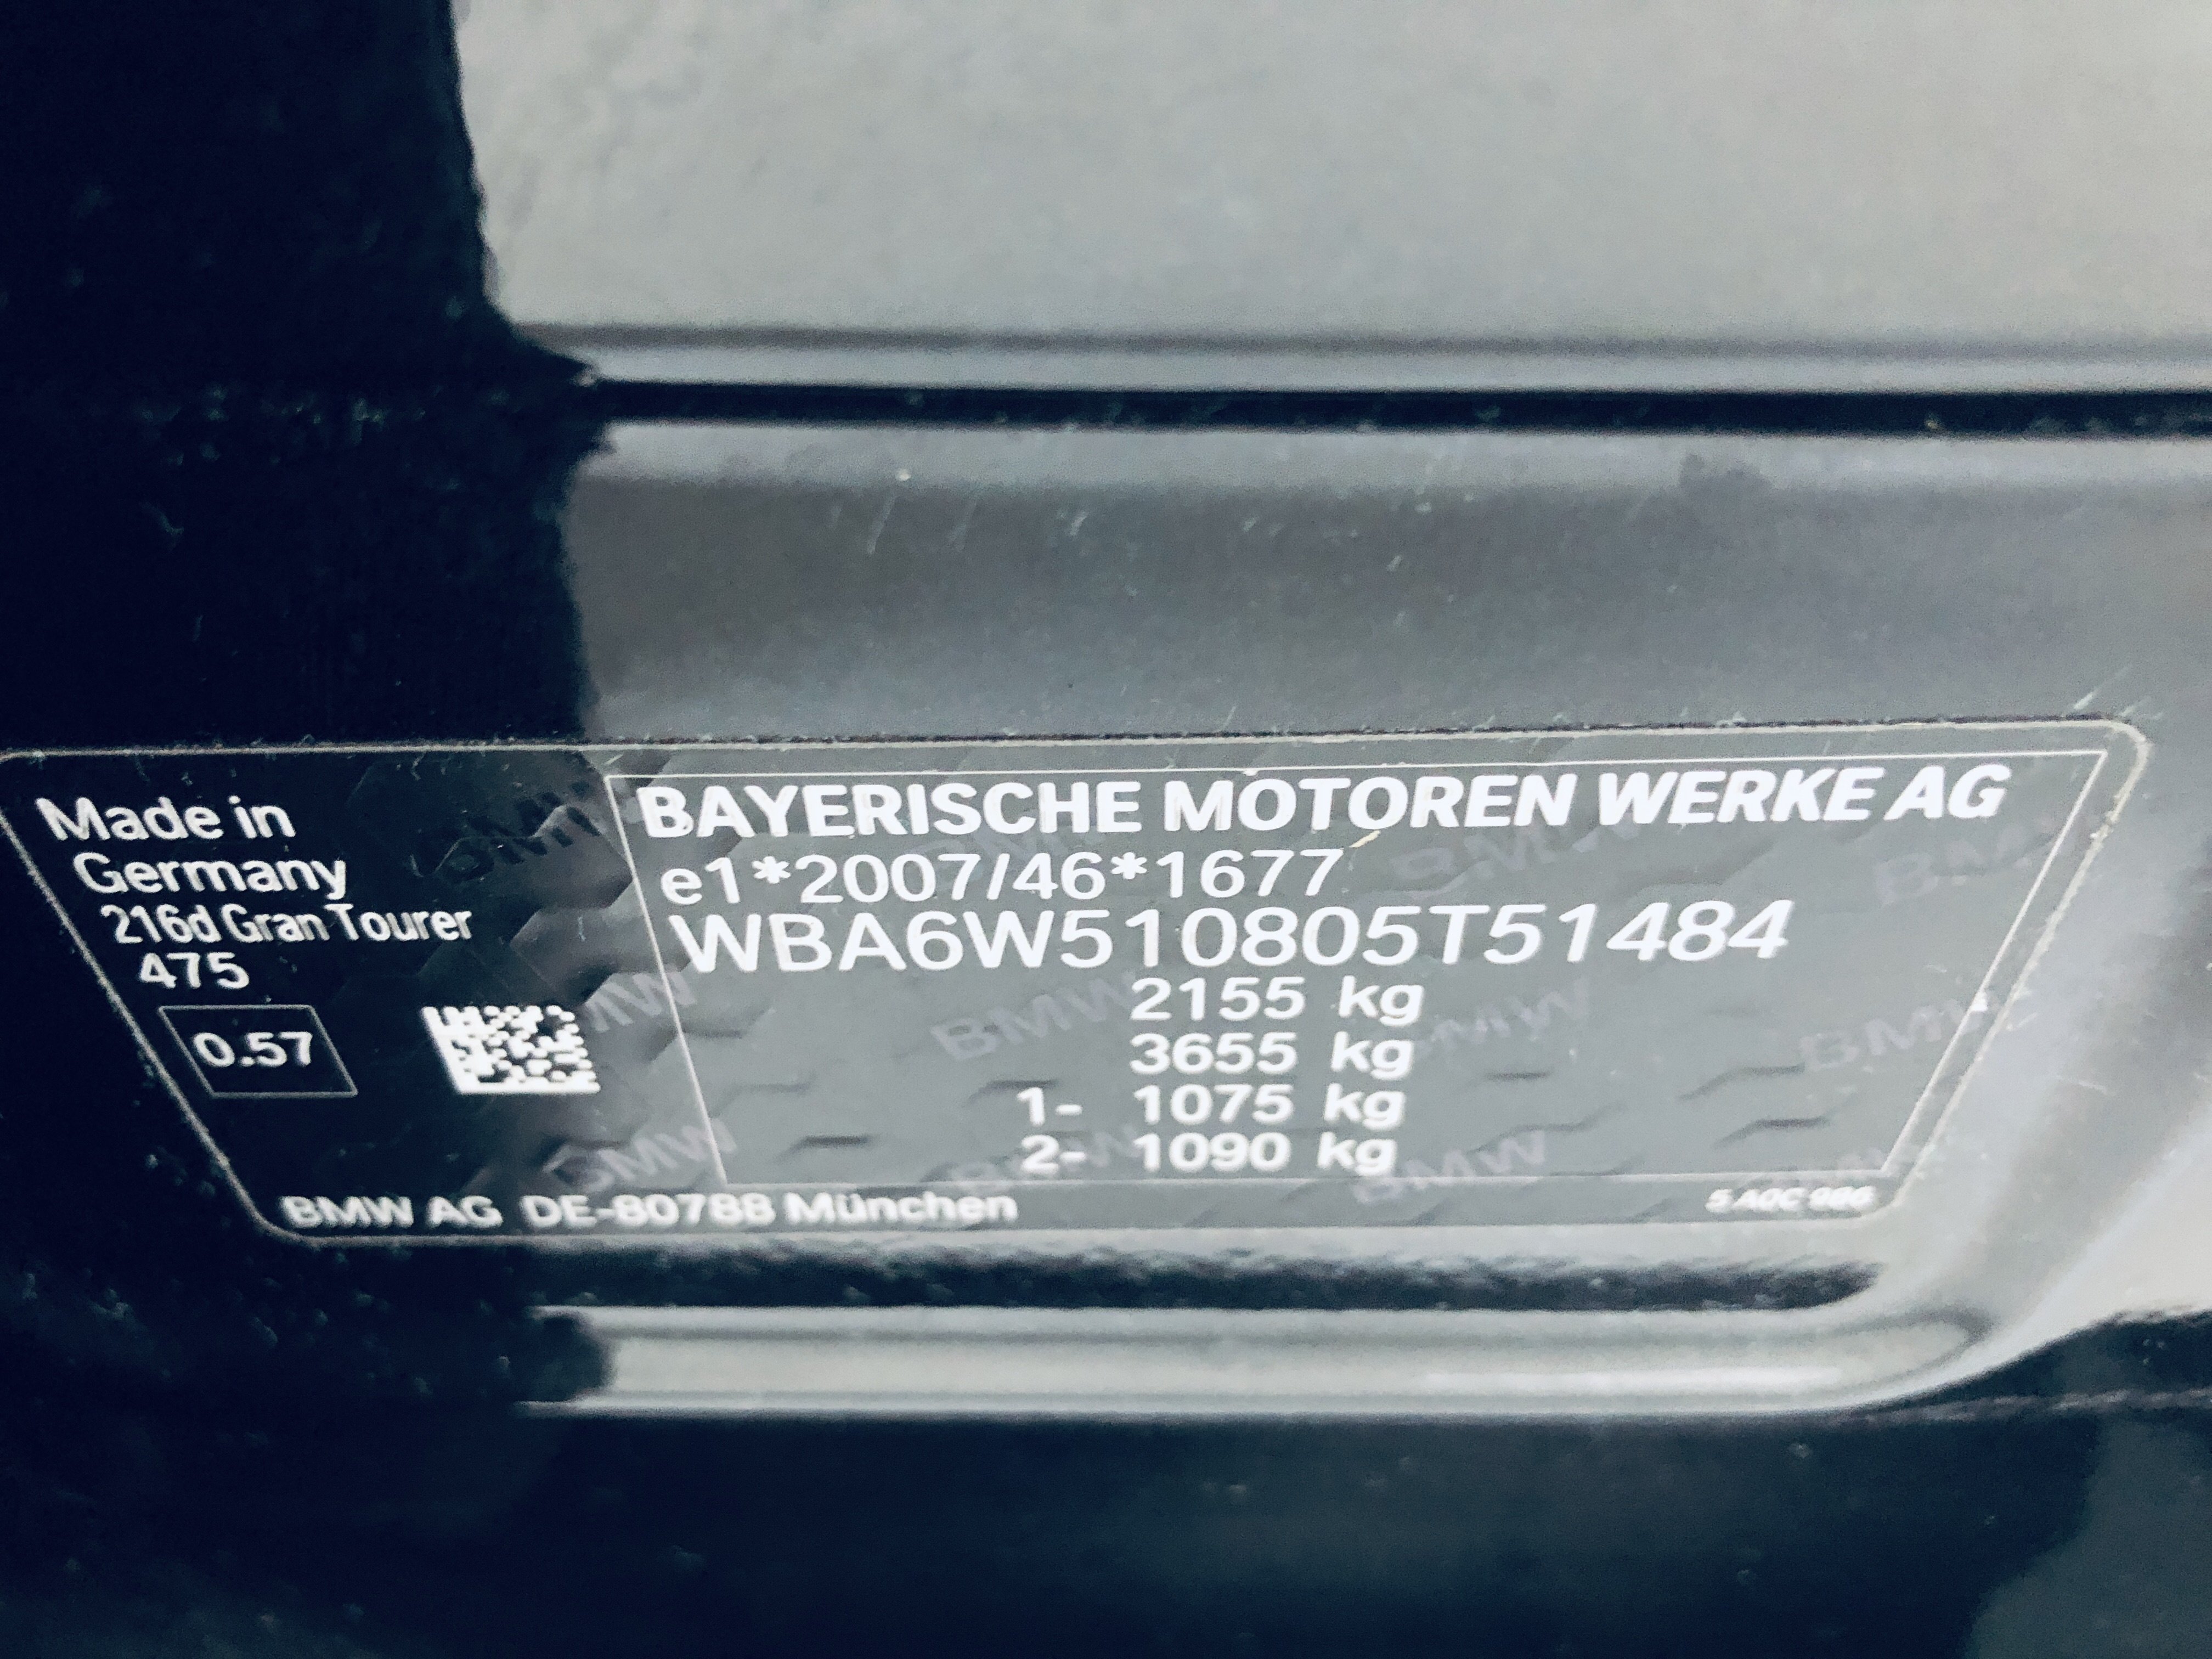 Made in
Germany
216d Gran Tourer
475
0.57
BAYERISCHE MOTOREN WERKE AG
e1*2007/46*1677
WBA6W510805T51484
2155 kg
3655 kg
1- 1075 kg
2- 1090 kg
BMW AG DE-80788 München